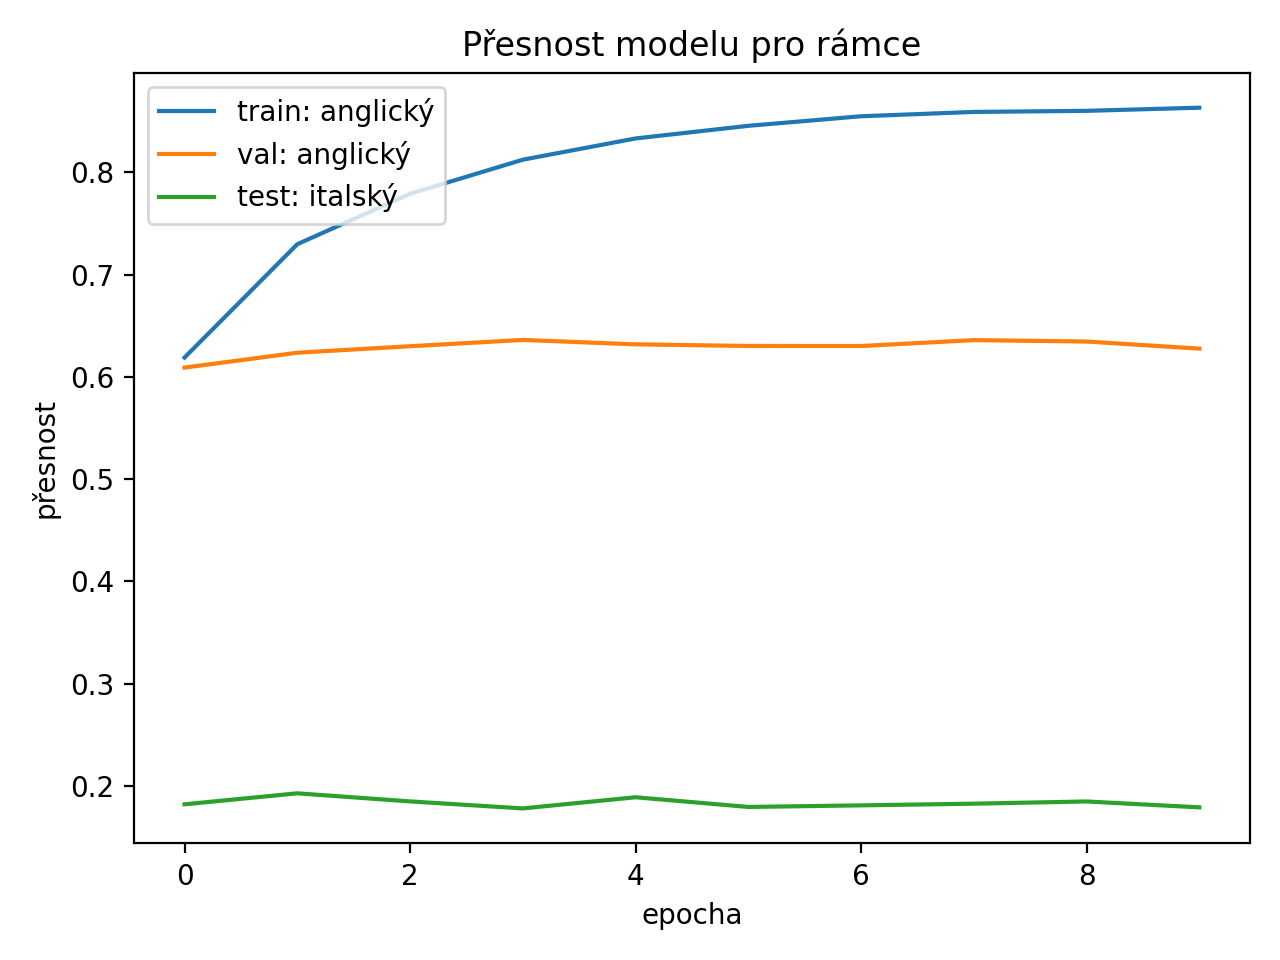 Přesnost modelu pro rámce
train: anglický
val: anglický
test: italský
přesnost
0.8
0.7
0.6
0.5
0.4
0.3
0.2
0 2 4 6 8
epocha